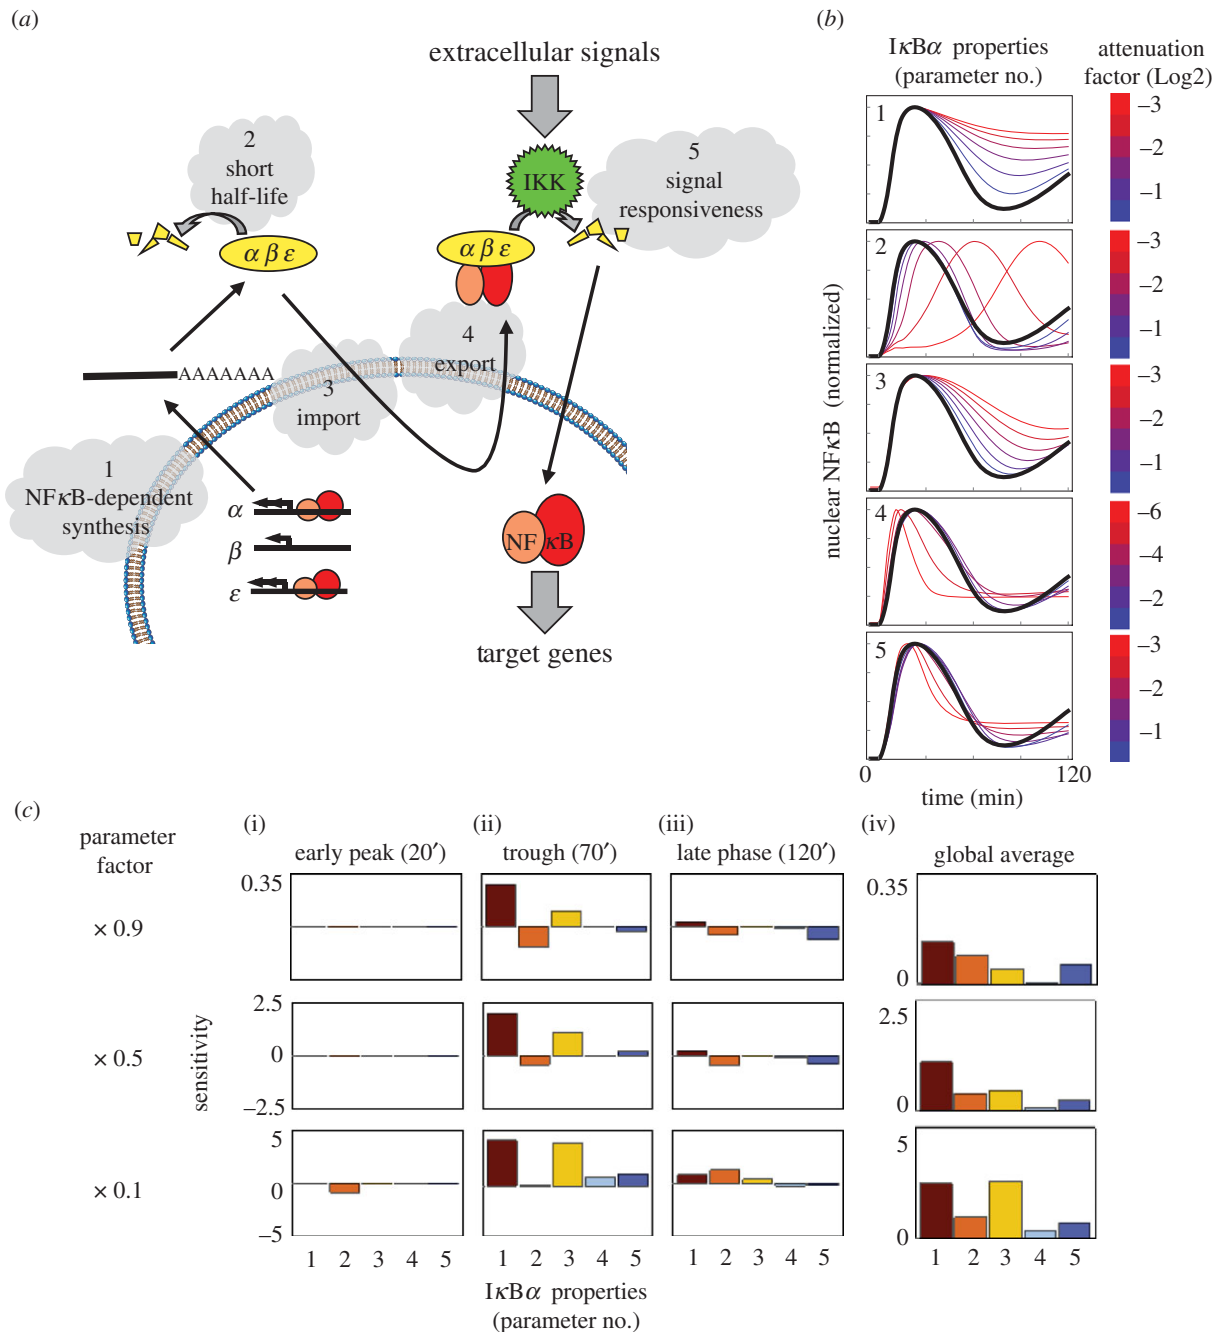 (a)
extracellular signals
2
short
half-life
IKK
5
signal
responsiveness
α β ε
α β ε
4
export
AAAAAAA
3
import
1
NFκB-dependent
synthesis
α
β
ε
NF κB
target genes
(b)
IκBα properties
(parameter no.)
attenuation
factor (Log2)
nuclear NFκB (normalized)
1
–3
–2
–1
2
–3
–2
–1
3
–3
–2
–1
4
–6
–4
–2
5
–3
–2
–1
0
120
time (min)
(c)
parameter
factor
(i)
early peak (20′)
(ii)
trough (70′)
(iii)
late phase (120′)
(iv)
global average
× 0.9
0.35
0.35
0
sensitivity
× 0.5
2.5
0
–2.5
2.5
0
× 0.1
5
0
–5
5
0
1 2 3 4 5
1 2 3 4 5
1 2 3 4 5
1 2 3 4 5
IκBα properties
(parameter no.)